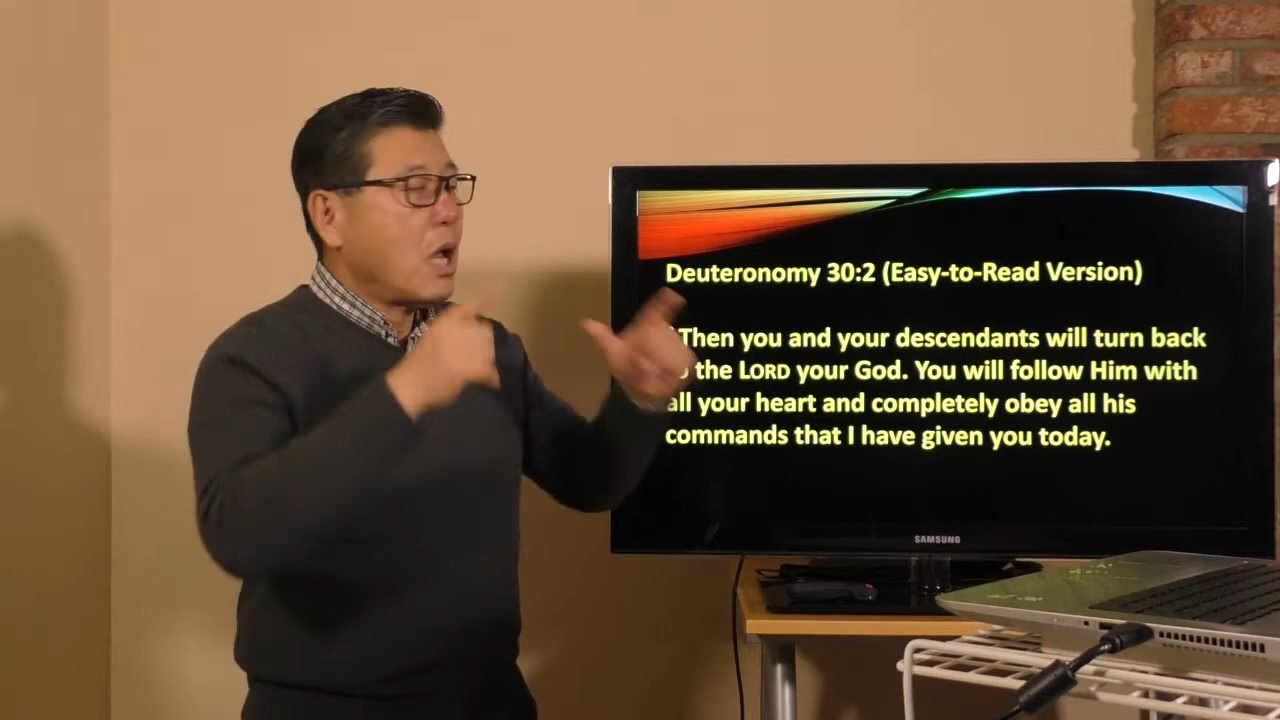 Deuteronomy 30:2 (Easy-to-Read Version)
Then you and your descendants will turn back
the LORD your God. You will follow Him with
all your heart and completely obey all his
commands that I have given you today.
SAMSUNG